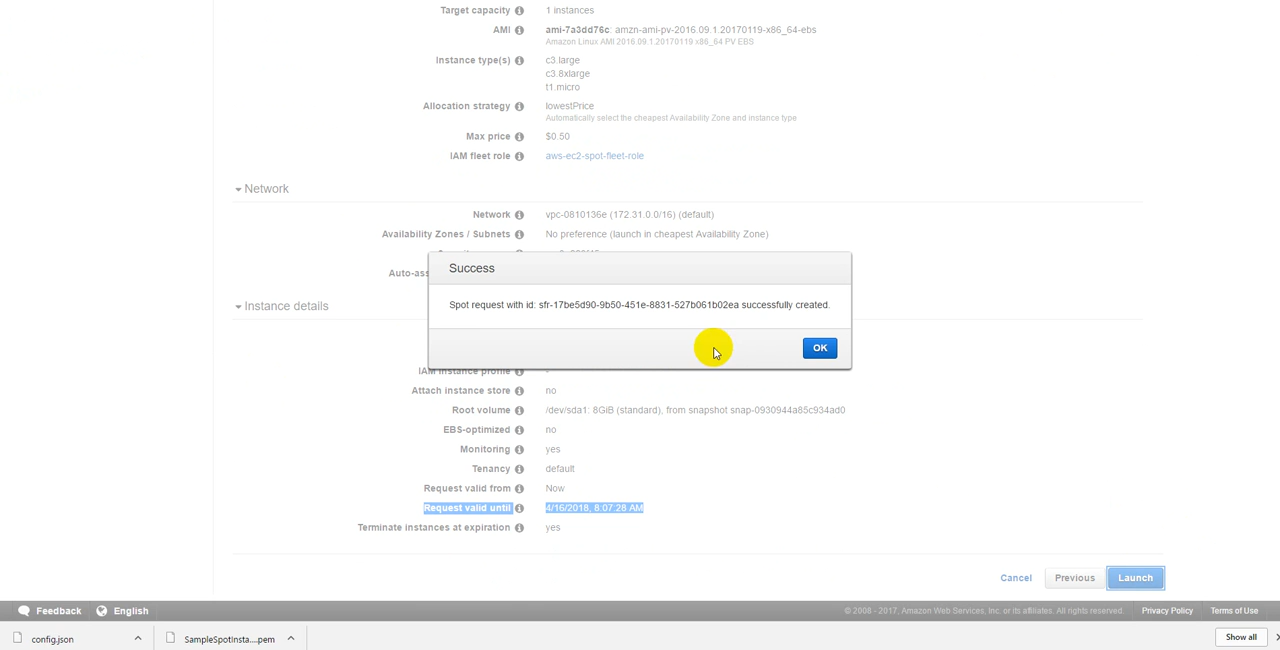 Target capacity 1 instances
AMI ami-7a3dd76c: amzn-ami-pv-2016.09.1.20170119-x86_64-ebs
Amazon Linux AMI 2016.09.1.20170119 x86_64 PV EBS
Instance type(s) c3.large
c3.8xlarge
t1.micro
Allocation strategy lowestPrice
Automatically select the cheapest Availability Zone and instance type
Max price $0.50
IAM fleet role aws-ec2-spot-fleet-role
Network
Network vpc-0810136e (172.31.0.0/16) (default)
Availability Zones / Subnets No preference (launch in cheapest Availability Zone)
Auto-ass
Success
Spot request with id: sfr-17be5d90-9b50-451e-8831-527b061b02ea successfully created.
OK
Instance details
IAM instance profile -
Attach instance store no
Root volume /dev/sda1: 8GiB (standard), from snapshot snap-0930944a85c934ad0
EBS-optimized no
Monitoring yes
Tenancy default
Request valid from Now
Request valid until 4/16/2018, 8:07:28 AM
Terminate instances at expiration yes
Cancel Previous Launch
Feedback English © 2008 - 2017, Amazon Web Services, Inc. or its affiliates. All rights reserved. Privacy Policy Terms of Use
config.json SampleSpotInsta....pem Show all